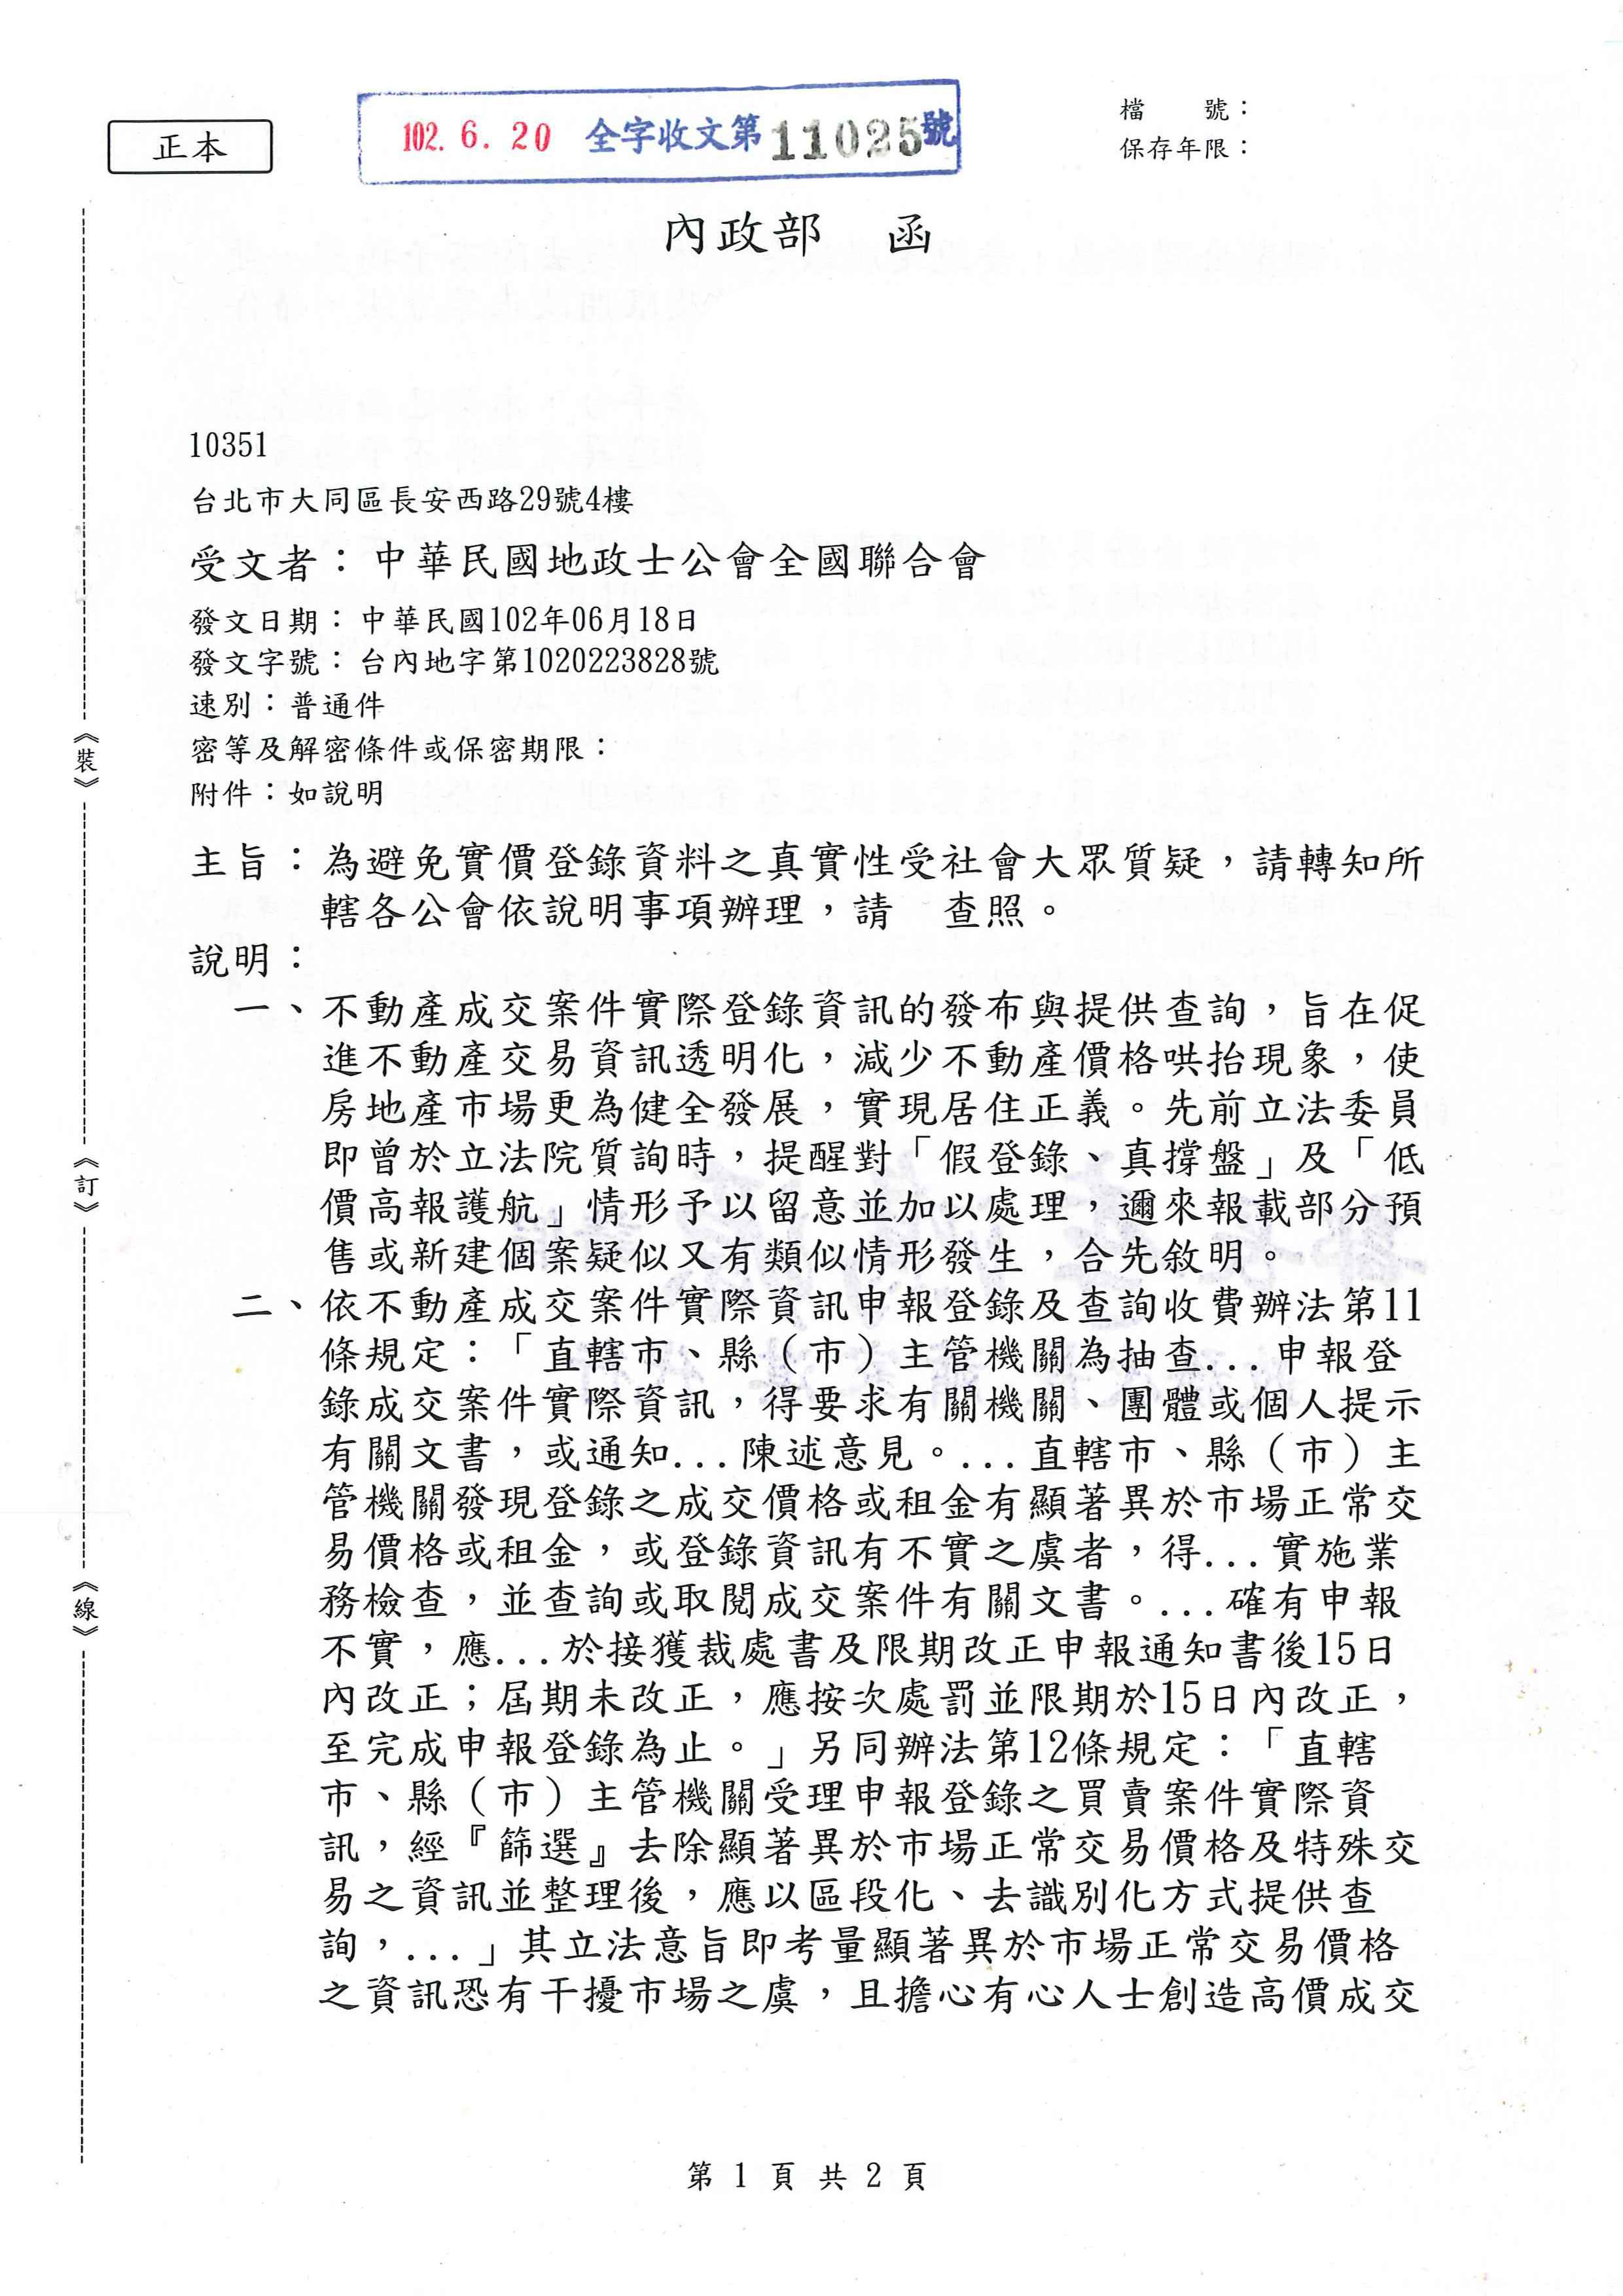 正本
102. 6. 20 全字收文第11025號
檔　　號：
保存年限：
內政部　函
10351
台北市大同區長安西路29號4樓
受文者：中華民國地政士公會全國聯合會
發文日期：中華民國102年06月18日
發文字號：台內地字第1020223828號
速別：普通件
密等及解密條件或保密期限：
附件：如說明
主旨：為避免實價登錄資料之真實性受社會大眾質疑，請轉知所
轄各公會依說明事項辦理，請　查照。
說明：
一、不動產成交案件實際登錄資訊的發布與提供查詢，旨在促
進不動產交易資訊透明化，減少不動產價格哄抬現象，使
房地產市場更為健全發展，實現居住正義。先前立法委員
即曾於立法院質詢時，提醒對「假登錄、真撐盤」及「低
價高報護航」情形予以留意並加以處理，邇來報載部分預
售或新建個案疑似又有類似情形發生，合先敘明。
二、依不動產成交案件實際資訊申報登錄及查詢收費辦法第11
條規定：「直轄市、縣（市）主管機關為抽查...申報登
錄成交案件實際資訊，得要求有關機關、團體或個人提示
有關文書，或通知...陳述意見。...直轄市、縣（市）主
管機關發現登錄之成交價格或租金有顯著異於市場正常交
易價格或租金，或登錄資訊有不實之虞者，得...實施業
務檢查，並查詢或取閱成交案件有關文書。...確有申報
不實，應...於接獲裁處書及限期改正申報通知書後15日
內改正；屆期未改正，應按次處罰並限期於15日內改正，
至完成申報登錄為止。」另同辦法第12條規定：「直轄
市、縣（市）主管機關受理申報登錄之買賣案件實際資
訊，經『篩選』去除顯著異於市場正常交易價格及特殊交
易之資訊並整理後，應以區段化、去識別化方式提供查
詢，...」其立法意旨即考量顯著異於市場正常交易價格
之資訊恐有干擾市場之虞，且擔心有心人士創造高價成交
《裝》
《訂》
《線》
第 1 頁 共 2 頁